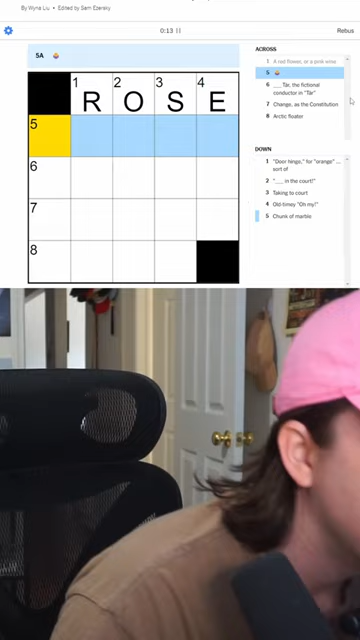 By Wyna Liu • Edited by Sam Ezersky
0:13
Rebus
5A 🧁
1 2 3 4
R O S E
5
6
7
8
ACROSS
1 A red flower, or a pink wine
5 🧁
6 ___ Tár, the fictional
conductor in "Tár"
7 Change, as the Constitution
8 Arctic floater
DOWN
1 "Door hinge," for "orange" ...
sort of
2 "___ in the court!"
3 Taking to court
4 Old-timey "Oh my!"
5 Chunk of marble